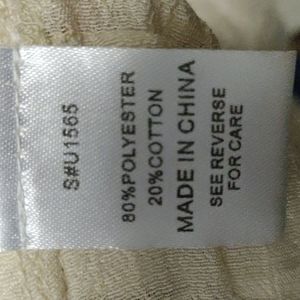 S#U1565
80%POLYESTER
20%COTTON
MADE IN CHINA
SEE REVERSE
FOR CARE